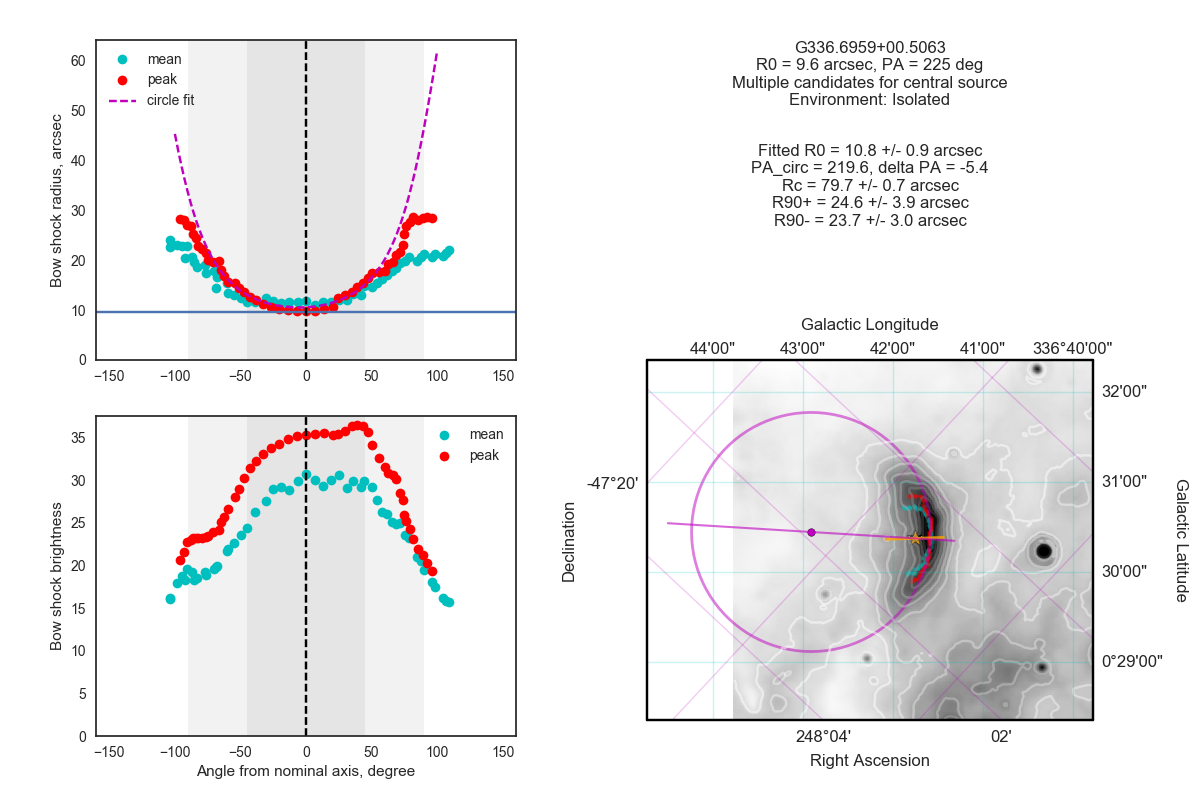 60
50
40
30
20
10
0
Bow shock radius, arcsec
mean
peak
circle fit
−150
−100
−50
0
50
100
150
35
30
25
20
15
10
5
0
Bow shock brightness
mean
peak
−150
−100
−50
0
50
100
150
Angle from nominal axis, degree
G336.6959+00.5063
R0 = 9.6 arcsec, PA = 225 deg
Multiple candidates for central source
Environment: Isolated
Fitted R0 = 10.8 +/- 0.9 arcsec
PA_circ = 219.6, delta PA = -5.4
Rc = 79.7 +/- 0.7 arcsec
R90+ = 24.6 +/- 3.9 arcsec
R90- = 23.7 +/- 3.0 arcsec
Galactic Longitude
44'00" 43'00" 42'00" 41'00" 336°40'00"
32'00"
31'00"
30'00"
0°29'00"
Galactic Latitude
-47°20'
Declination
248°04' 02'
Right Ascension